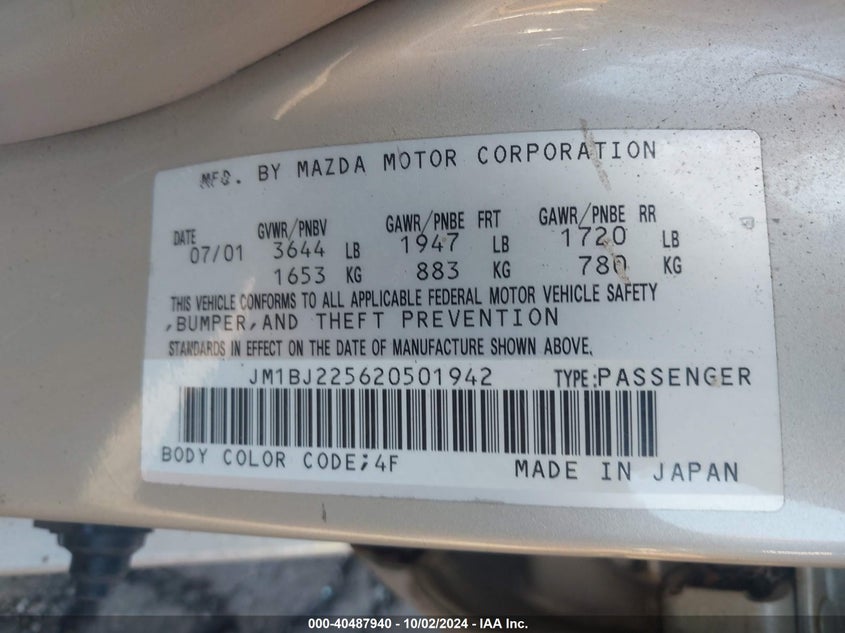 MFG. BY MAZDA MOTOR CORPORATION
DATE GVWR/PNBV GAWR/PNBE FRT GAWR/PNBE RR
07/01 3644 LB 1947 LB 1720 LB
1653 KG 883 KG 780 KG
THIS VEHICLE CONFORMS TO ALL APPLICABLE FEDERAL MOTOR VEHICLE SAFETY
,BUMPER,AND THEFT PREVENTION
STANDARDS IN EFFECT ON THE DATE OF MANUFACTURE SHOWN ABOVE.
JM1BJ225620501942 TYPE:PASSENGER
BODY COLOR CODE;4F MADE IN JAPAN
000-40487940 - 10/02/2024 - IAA Inc.